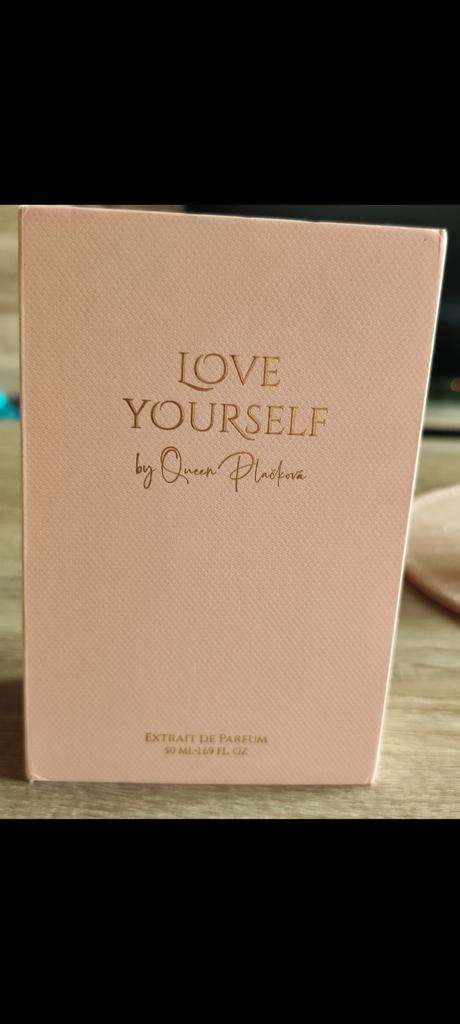 LOVE
YOURSELF
by Queen Plačková
EXTRAIT DE PARFUM
50 ML-1.69 FL. OZ